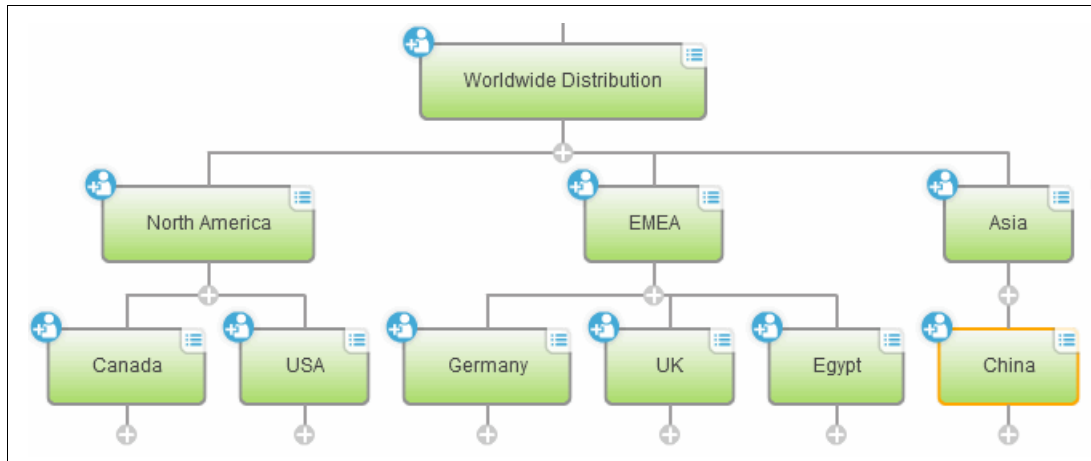 Worldwide Distribution
North America
EMEA
Asia
Canada
USA
Germany
UK
Egypt
China